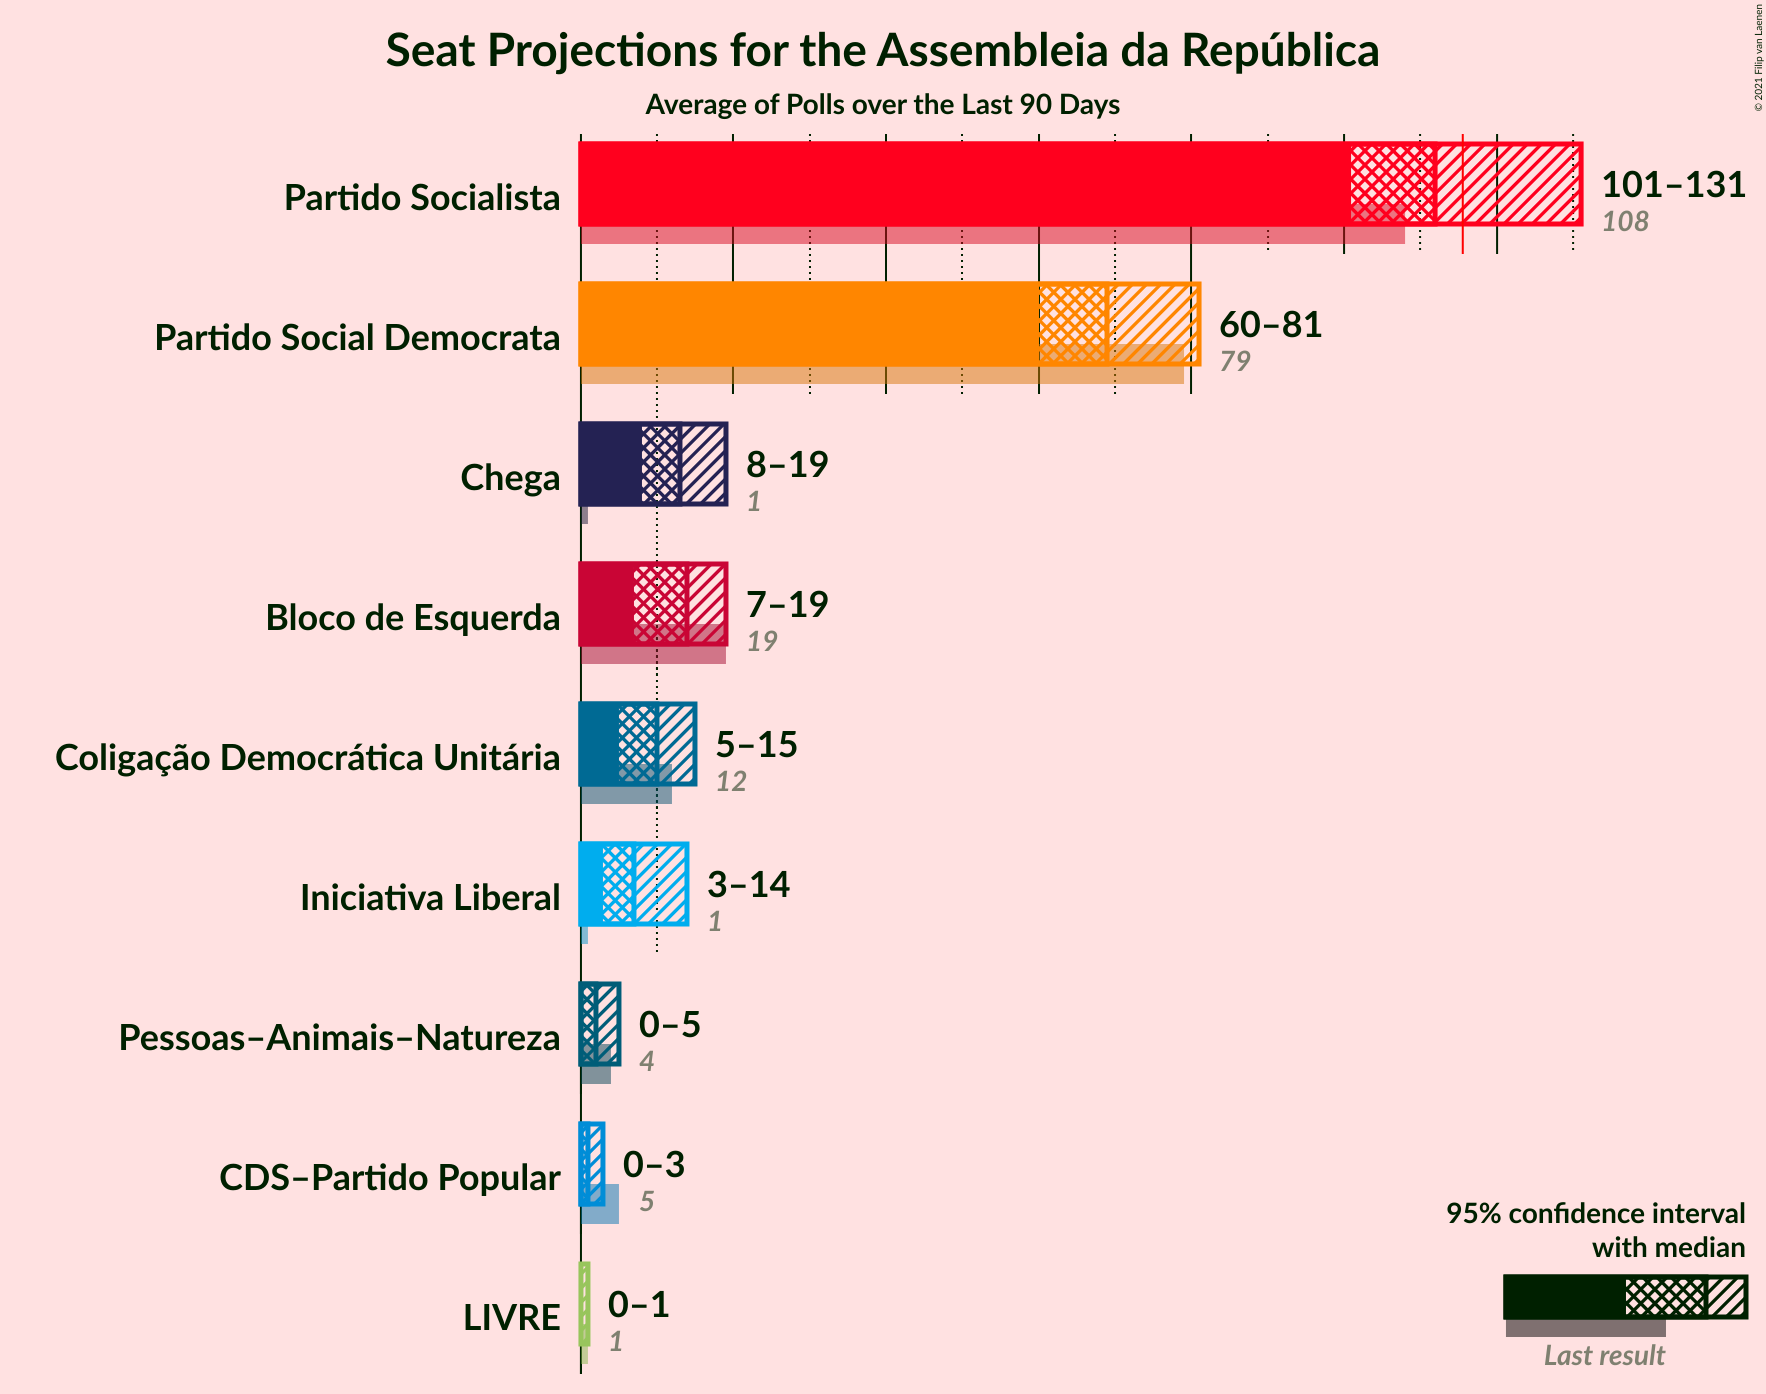 Seat Projections for the Assembleia da República
Average of Polls over the Last 90 Days
© 2021 Filip van Laenen
Partido Socialista
101–131
108
Partido Social Democrata
60–81
79
Chega
8–19
1
Bloco de Esquerda
7–19
19
Coligação Democrática Unitária
5–15
12
Iniciativa Liberal
3–14
1
Pessoas–Animais–Natureza
0–5
4
CDS–Partido Popular
0–3
5
LIVRE
0–1
1
95% confidence interval
with median
Last result